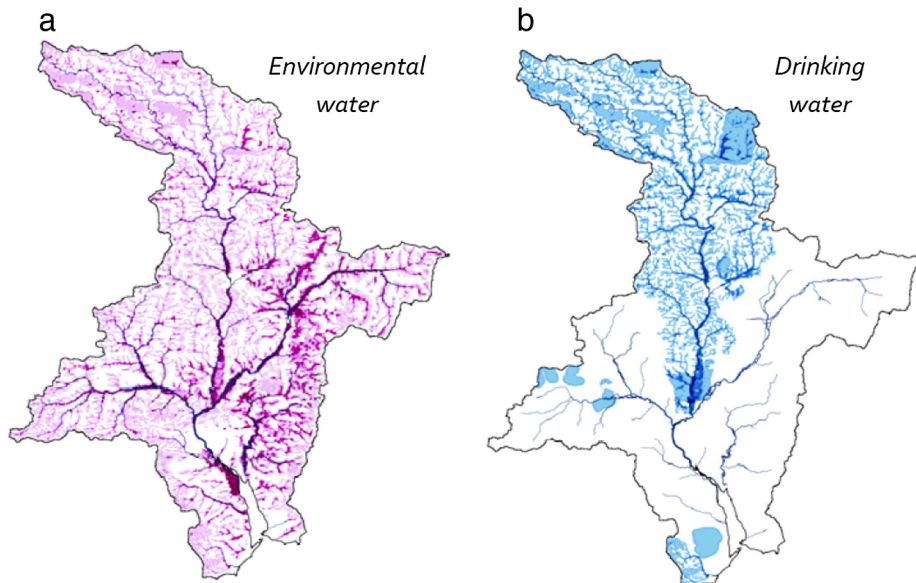 a
Environmental
water
b
Drinking
water